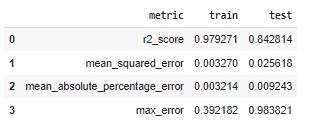 metric train test
0 r2_score 0.979271 0.842814
1 mean_squared_error 0.003270 0.025618
2 mean_absolute_percentage_error 0.003214 0.009243
3 max_error 0.392182 0.983821